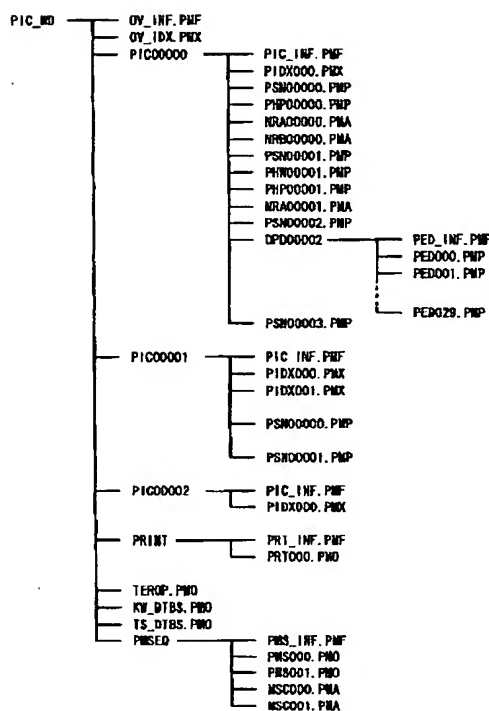 PIC_MD OV_INF.PMF
OV_IDX.PMX
PIC00000 PIC_INF.PMF
PIDX000.PMX
PSN00000.PMP
PHP00000.PMP
NRA00000.PMA
NRB00000.PMA
PSN00001.PMP
PHW00001.PMP
PHP00001.PMP
NRA00001.PMA
PSN00002.PMP
DPD00002 PED_INF.PMF
PED000.PMP
PED001.PMP
PED029.PMP
PSN00003.PMP
PIC00001 PIC_INF.PMF
PIDX000.PMX
PIDX001.PMX
PSN00000.PMP
PSN00001.PMP
PIC00002 PIC_INF.PMF
PIDX000.PMX
PRINT PRT_INF.PMF
PRT000.PMO
TEROP.PMO
KW_DTBS.PMO
TS_DTBS.PMO
PMSEQ PMS_INF.PMF
PMS000.PMO
PMS001.PMO
MSC000.PMA
MSC001.PMA